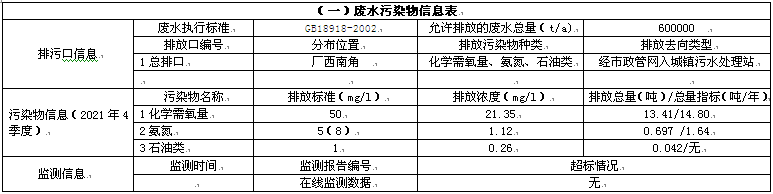 （一）废水污染物信息表
排污口信息 废水执行标准 GB18918-2002 允许排放的废水总量（t/a） 600000
排放口编号 分布位置 排放污染物种类 排放去向类型
1 总排口 厂西南角 化学需氧量、氨氮、石油类 经市政管网入城镇污水处理站
污染物信息（2021 年 4 季度） 污染物名称 排放标准（mg/l） 排放浓度（mg/l） 排放总量（吨）/总量指标（吨/年）
1 化学需氧量 50 21.35 13.41/14.80
2 氨氮 5（8） 1.12 0.697 /1.64
3 石油类 1 0.26 0.042/无
监测信息 监测时间 监测报告编号 超标情况
在线监测数据 无